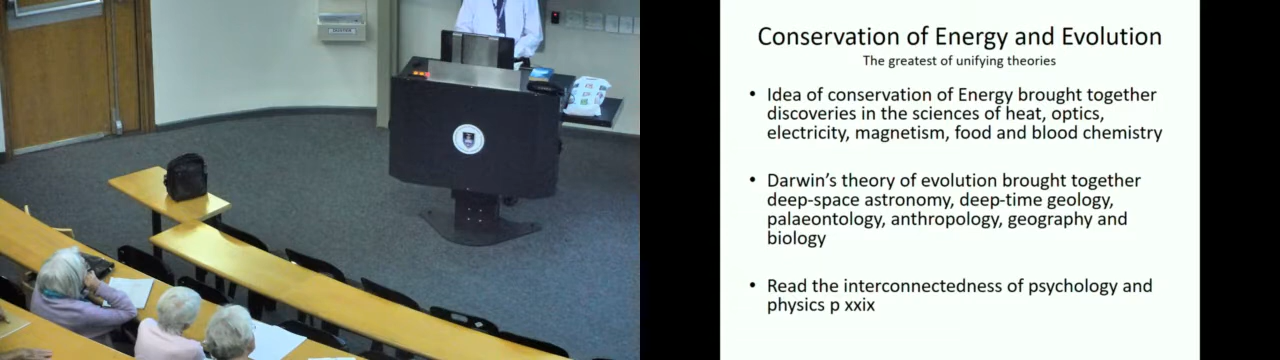 Conservation of Energy and Evolution
The greatest of unifying theories
• Idea of conservation of Energy brought together
discoveries in the sciences of heat, optics,
electricity, magnetism, food and blood chemistry
• Darwin's theory of evolution brought together
deep-space astronomy, deep-time geology,
palaeontology, anthropology, geography and
biology
• Read the interconnectedness of psychology and
physics p xxix